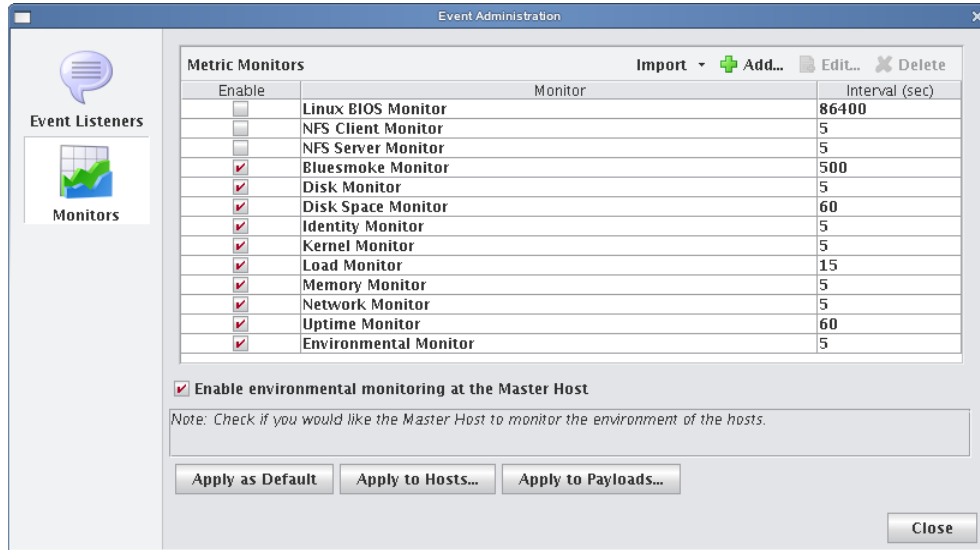 Event Administration
Event Listeners
Monitors
Metric Monitors Import Add... Edit... Delete
Enable Monitor Interval (sec)
Linux BIOS Monitor 86400
NFS Client Monitor 5
NFS Server Monitor 5
Bluesmoke Monitor 500
Disk Monitor 5
Disk Space Monitor 60
Identity Monitor 5
Kernel Monitor 5
Load Monitor 15
Memory Monitor 5
Network Monitor 5
Uptime Monitor 60
Environmental Monitor 5
Enable environmental monitoring at the Master Host
Note: Check if you would like the Master Host to monitor the environment of the hosts.
Apply as Default Apply to Hosts... Apply to Payloads...
Close